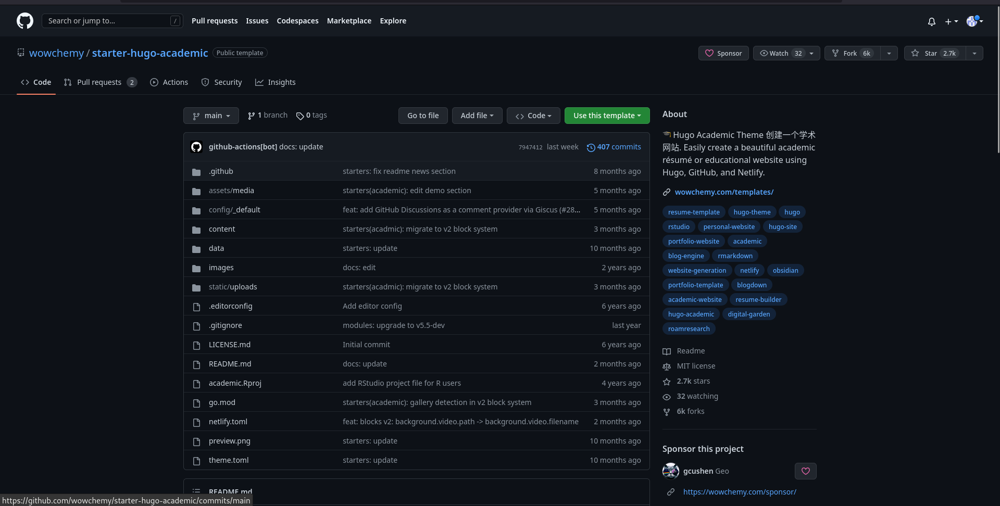 Search or jump to... /
Pull requests Issues Codespaces Marketplace Explore
wowchemy / starter-hugo-academic Public template
Sponsor Watch 32 Fork 6k Star 2.7k
Code Pull requests 2 Actions Security Insights
main 1 branch 0 tags Go to file Add file Code Use this template
github-actions[bot] docs: update 7947412 last week 407 commits
.github starters: fix readme news section 8 months ago
assets/media starters(academic): edit demo section 5 months ago
config/_default feat: add GitHub Discussions as a comment provider via Giscus (#28... 5 months ago
content starters(acadmic): migrate to v2 block system 3 months ago
data starters: update 10 months ago
images docs: edit 2 years ago
static/uploads starters(acadmic): migrate to v2 block system 3 months ago
.editorconfig Add editor config 6 years ago
.gitignore modules: upgrade to v5.5-dev last year
LICENSE.md Initial commit 6 years ago
README.md docs: update 2 months ago
academic.Rproj add RStudio project file for R users 4 years ago
go.mod starters(academic): gallery detection in v2 block system 3 months ago
netlify.toml feat: blocks v2: background.video.path -> background.video.filename 2 months ago
preview.png starters: update 10 months ago
theme.toml starters: update 10 months ago
README.md
About
Hugo Academic Theme 创建一个学术
网站. Easily create a beautiful academic
résumé or educational website using
Hugo, GitHub, and Netlify.
wowchemy.com/templates/
resume-template hugo-theme hugo
rstudio personal-website hugo-site
portfolio-website academic
blog-engine rmarkdown
website-generation netlify obsidian
portfolio-template blogdown
academic-website resume-builder
hugo-academic digital-garden
roamresearch
Readme
MIT license
2.7k stars
32 watching
6k forks
Sponsor this project
gcushen Geo
https://wowchemy.com/sponsor/
https://github.com/wowchemy/starter-hugo-academic/commits/main